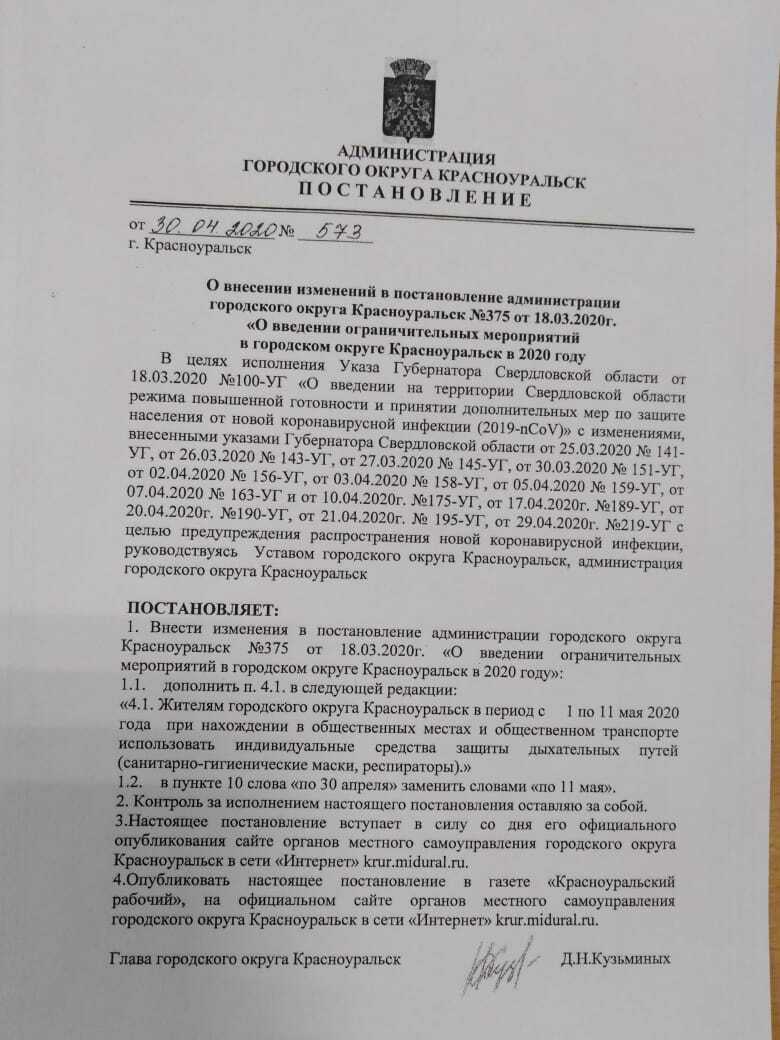 АДМИНИСТРАЦИЯ
ГОРОДСКОГО ОКРУГА КРАСНОУРАЛЬСК
ПОСТАНОВЛЕНИЕ
от 30.04.2020 № 573
г. Красноуральск
О внесении изменений в постановление администрации
городского округа Красноуральск №375 от 18.03.2020г.
«О введении ограничительных мероприятий
в городском округе Красноуральск в 2020 году
В целях исполнения Указа Губернатора Свердловской области от
18.03.2020 №100-УГ «О введении на территории Свердловской области
режима повышенной готовности и принятии дополнительных мер по защите
населения от новой коронавирусной инфекции (2019-nCoV)» с изменениями,
внесенными указами Губернатора Свердловской области от 25.03.2020 № 141-
УГ, от 26.03.2020 № 143-УГ, от 27.03.2020 № 145-УГ, от 30.03.2020 № 151-УГ,
от 02.04.2020 № 156-УГ, от 03.04.2020 № 158-УГ, от 05.04.2020 № 159-УГ, от
07.04.2020 № 163-УГ и от 10.04.2020г. №175-УГ, от 17.04.2020г. №189-УГ, от
20.04.2020г. №190-УГ, от 21.04.2020г. № 195-УГ, от 29.04.2020г. №219-УГ с
целью предупреждения распространения новой коронавирусной инфекции,
руководствуясь Уставом городского округа Красноуральск, администрация
городского округа Красноуральск
ПОСТАНОВЛЯЕТ:
1. Внести изменения в постановление администрации городского округа
Красноуральск №375 от 18.03.2020г. «О введении ограничительных
мероприятий в городском округе Красноуральск в 2020 году»:
1.1. дополнить п. 4.1. в следующей редакции:
«4.1. Жителям городского округа Красноуральск в период с 1 по 11 мая 2020
года при нахождении в общественных местах и общественном транспорте
использовать индивидуальные средства защиты дыхательных путей
(санитарно-гигиенические маски, респираторы).»
1.2. в пункте 10 слова «по 30 апреля» заменить словами «по 11 мая».
2. Контроль за исполнением настоящего постановления оставляю за собой.
3.Настоящее постановление вступает в силу со дня его официального
опубликования сайте органов местного самоуправления городского округа
Красноуральск в сети «Интернет» krur.midural.ru.
4.Опубликовать настоящее постановление в газете «Красноуральский
рабочий», на официальном сайте органов местного самоуправления
городского округа Красноуральск в сети «Интернет» krur.midural.ru.
Глава городского округа Красноуральск Д.Н.Кузьминых